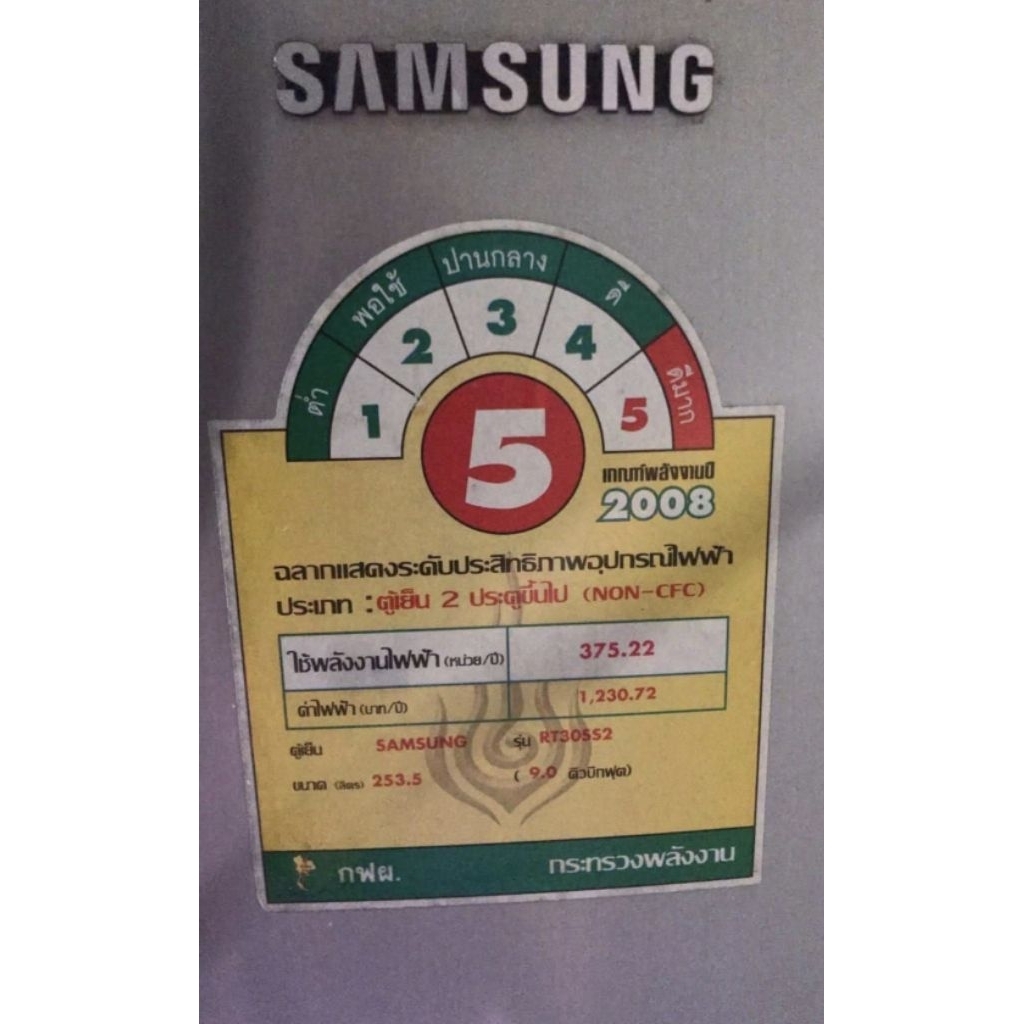 SAMSUNG
ต่ำ พอใช้ ปานกลาง ดี ดีมาก
1 2 3 4 5
5
เกณฑ์พลังงานปี
2008
ฉลากแสดงระดับประสิทธิภาพอุปกรณ์ไฟฟ้า
ประเภท : ตู้เย็น 2 ประตูขึ้นไป (NON-CFC)
ใช้พลังงานไฟฟ้า (หน่วย/ปี) 375.22
ค่าไฟฟ้า (บาท/ปี) 1,230.72
ตู้เย็น SAMSUNG รุ่น RT30SS2
ขนาด (ลิตร) 253.5 ( 9.0 คิวบิกฟุต)
กฟผ. กระทรวงพลังงาน